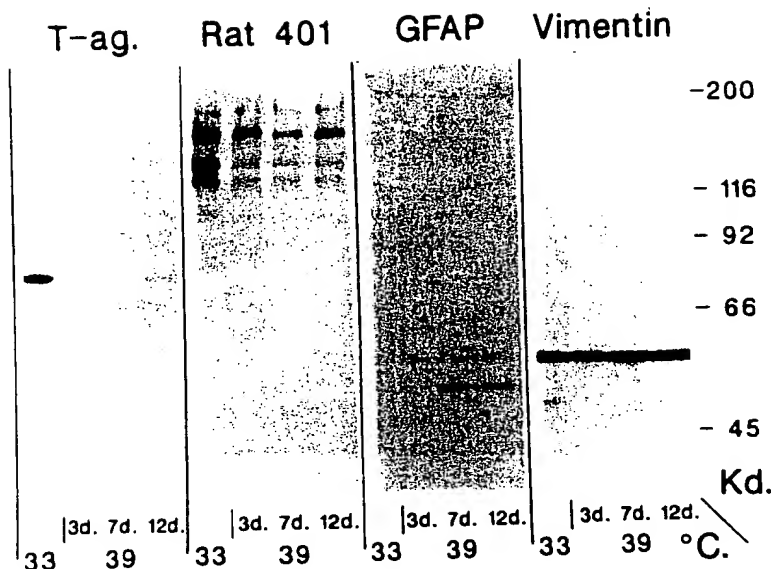 T-ag. Rat 401 GFAP Vimentin
-200
- 116
- 92
- 66
- 45
Kd.
3d. 7d. 12d. 3d. 7d. 12d. 3d. 7d. 12d. 3d. 7d. 12d.
33 39 33 39 33 39 33 39 °C.